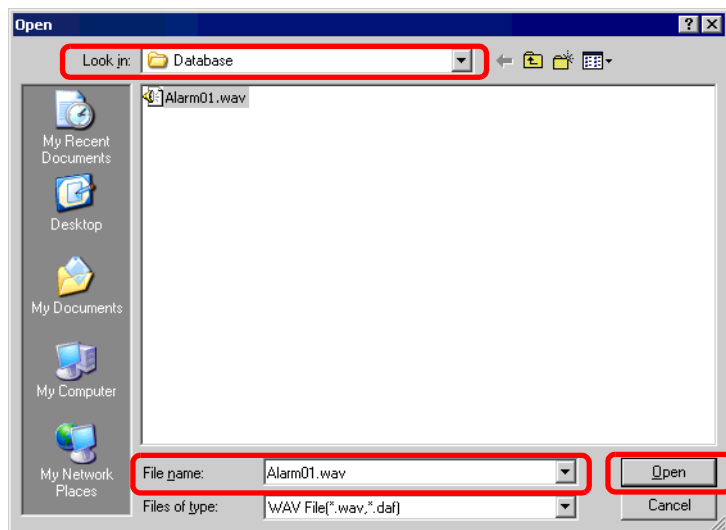 Open
Look in: Database
Alarm01.wav
My Recent
Documents
Desktop
My Documents
My Computer
My Network
Places
File name: Alarm01.wav
Open
Files of type: WAV File(*.wav,*.daf)
Cancel